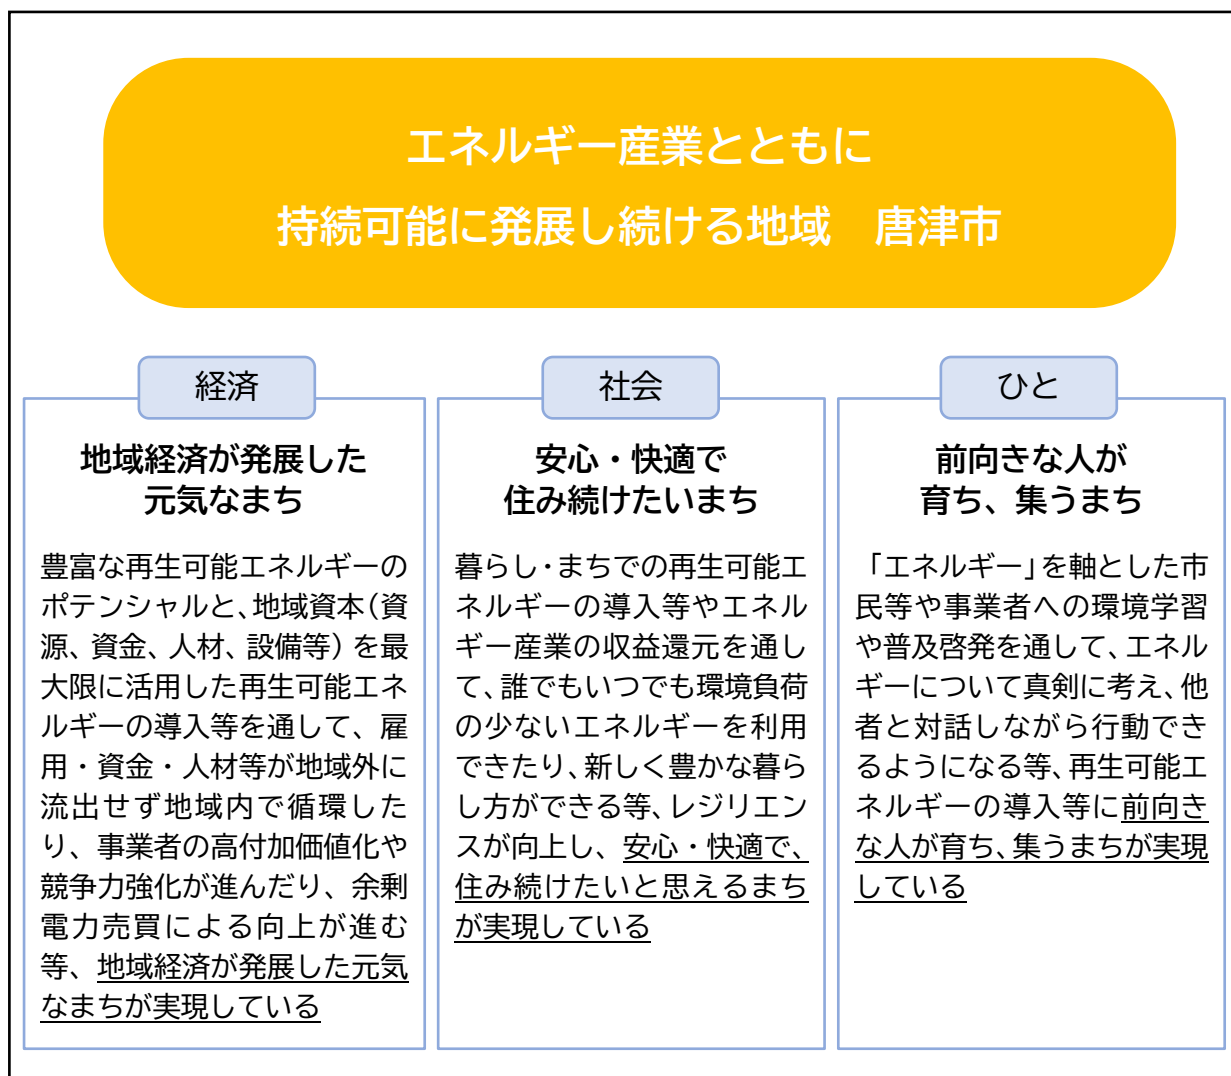 エネルギー産業とともに
持続可能に発展し続ける地域　唐津市
経済
地域経済が発展した
元気なまち
豊富な再生可能エネルギーの
ポテンシャルと、地域資本（資
源、資金、人材、設備等）を最
大限に活用した再生可能エネ
ルギーの導入等を通して、雇
用・資金・人材等が地域外に
流出せず地域内で循環した
り、事業者の高付加価値化や
競争力強化が進んだり、余剰
電力売買による向上が進む
等、地域経済が発展した元気
なまちが実現している
社会
安心・快適で
住み続けたいまち
暮らし・まちでの再生可能エ
ネルギーの導入等やエネル
ギー産業の収益還元を通し
て、誰でもいつでも環境負荷
の少ないエネルギーを利用
できたり、新しく豊かな暮ら
し方ができる等、レジリエン
スが向上し、安心・快適で、
住み続けたいと思えるまち
が実現している
ひと
前向きな人が
育ち、集うまち
「エネルギー」を軸とした市
民等や事業者への環境学習
や普及啓発を通して、エネル
ギーについて真剣に考え、他
者と対話しながら行動でき
るようになる等、再生可能エ
ネルギーの導入等に前向き
な人が育ち、集うまちが実現
している